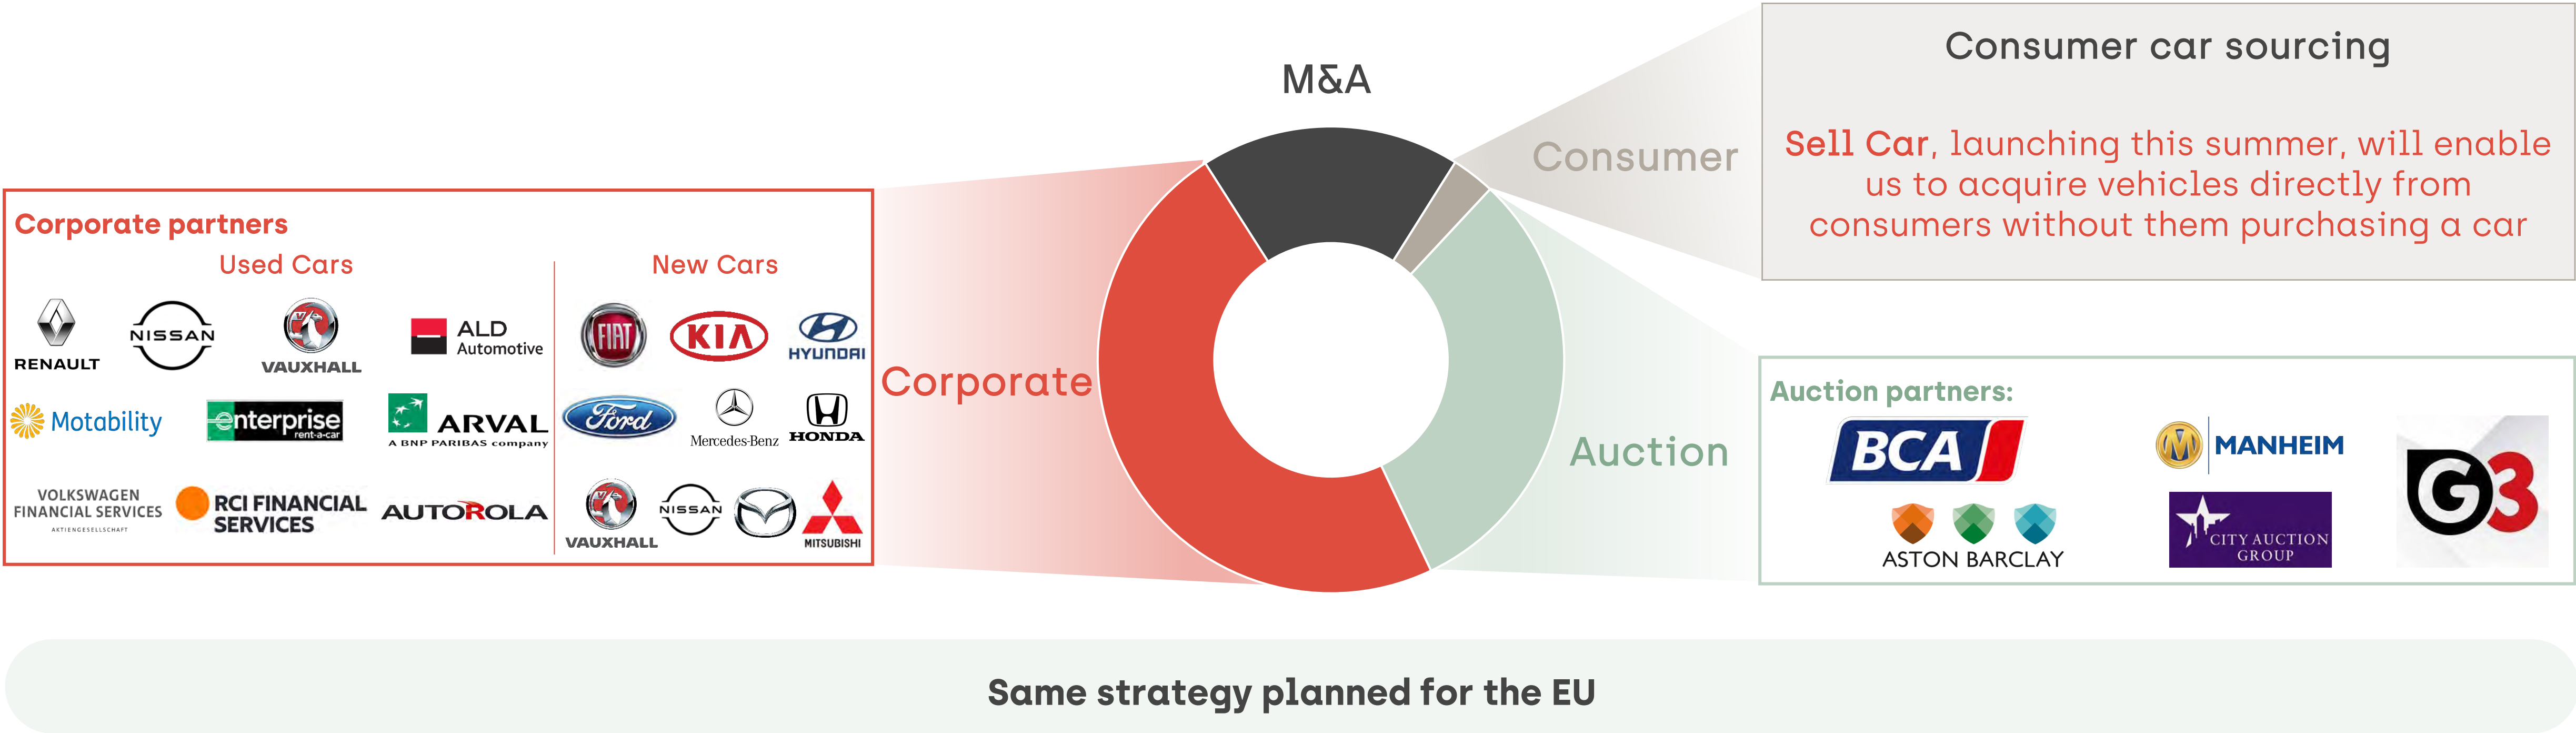 M&A
Corporate
Consumer
Auction
Corporate partners
Used Cars
New Cars
RENAULT
NISSAN
VAUXHALL
ALD
Automotive
Motability
enterprise
rent-a-car
ARVAL
A BNP PARIBAS company
VOLKSWAGEN
FINANCIAL SERVICES
AKTIENGESELLSCHAFT
RCI FINANCIAL
SERVICES
AUTOROLA
FIAT
KIA
HYUNDAI
Ford
Mercedes-Benz
HONDA
VAUXHALL
NISSAN
MITSUBISHI
Consumer car sourcing
Sell Car, launching this summer, will enable
us to acquire vehicles directly from
consumers without them purchasing a car
Auction partners:
BCA
M MANHEIM
G3
ASTON BARCLAY
CITY AUCTION
GROUP
Same strategy planned for the EU